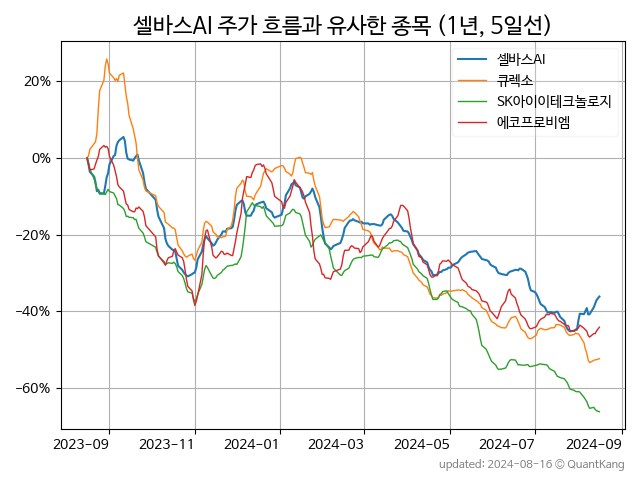 셀바스AI 주가 흐름과 유사한 종목 (1년, 5일선)
셀바스AI
큐렉소
SK아이이테크놀로지
에코프로비엠
20%
0%
−20%
−40%
−60%
2023-09
2023-11
2024-01
2024-03
2024-05
2024-07
2024-09
updated: 2024-08-16 © QuantKang